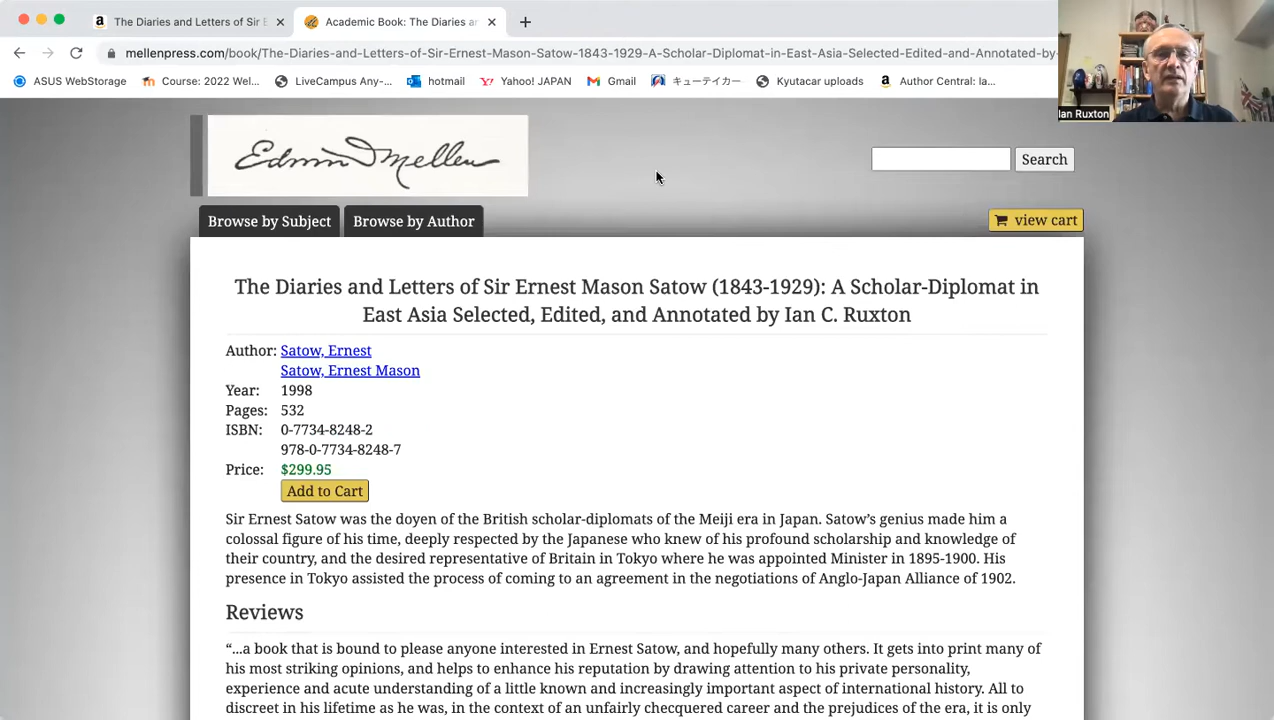 The Diaries and Letters of Sir E
Academic Book: The Diaries ar
mellenpress.com/book/The-Diaries-and-Letters-of-Sir-Ernest-Mason-Satow-1843-1929-A-Scholar-Diplomat-in-East-Asia-Selected-Edited-and-Annotated-by-
ASUS WebStorage Course: 2022 Wel... LiveCampus Any-... hotmail Yahoo! JAPAN Gmail キューテイカー Kyutacar uploads Author Central: Ia...
Ian Ruxton
Edwin Mellen
Search
Browse by Subject Browse by Author
view cart
The Diaries and Letters of Sir Ernest Mason Satow (1843-1929): A Scholar-Diplomat in
East Asia Selected, Edited, and Annotated by Ian C. Ruxton
Author: Satow, Ernest
Satow, Ernest Mason
Year: 1998
Pages: 532
ISBN: 0-7734-8248-2
978-0-7734-8248-7
Price: $299.95
Add to Cart
Sir Ernest Satow was the doyen of the British scholar-diplomats of the Meiji era in Japan. Satow’s genius made him a
colossal figure of his time, deeply respected by the Japanese who knew of his profound scholarship and knowledge of
their country, and the desired representative of Britain in Tokyo where he was appointed Minister in 1895-1900. His
presence in Tokyo assisted the process of coming to an agreement in the negotiations of Anglo-Japan Alliance of 1902.
Reviews
“...a book that is bound to please anyone interested in Ernest Satow, and hopefully many others. It gets into print many of
his most striking opinions, and helps to enhance his reputation by drawing attention to his private personality,
experience and acute understanding of a little known and increasingly important aspect of international history. All to
discreet in his lifetime as he was, in the context of an unfairly checquered career and the prejudices of the era, it is only